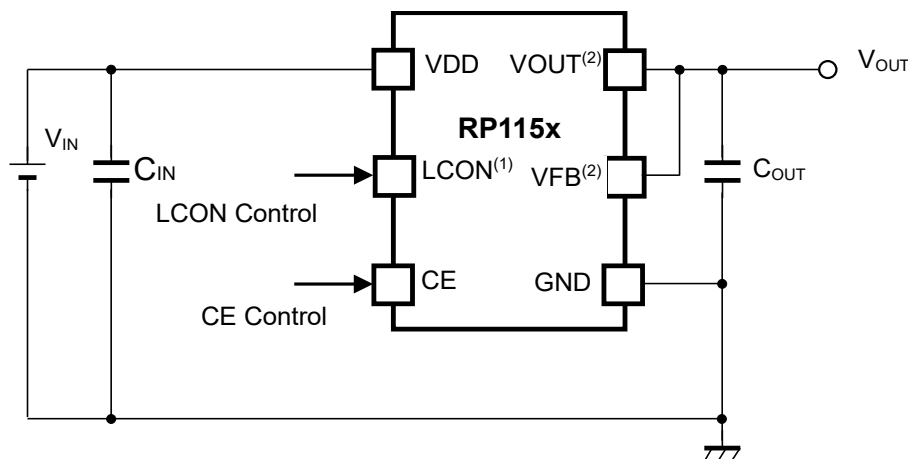 VDD
VOUT(2)
VOUT
RP115x
VIN
CIN
LCON(1)
VFB(2)
COUT
LCON Control
CE
GND
CE Control